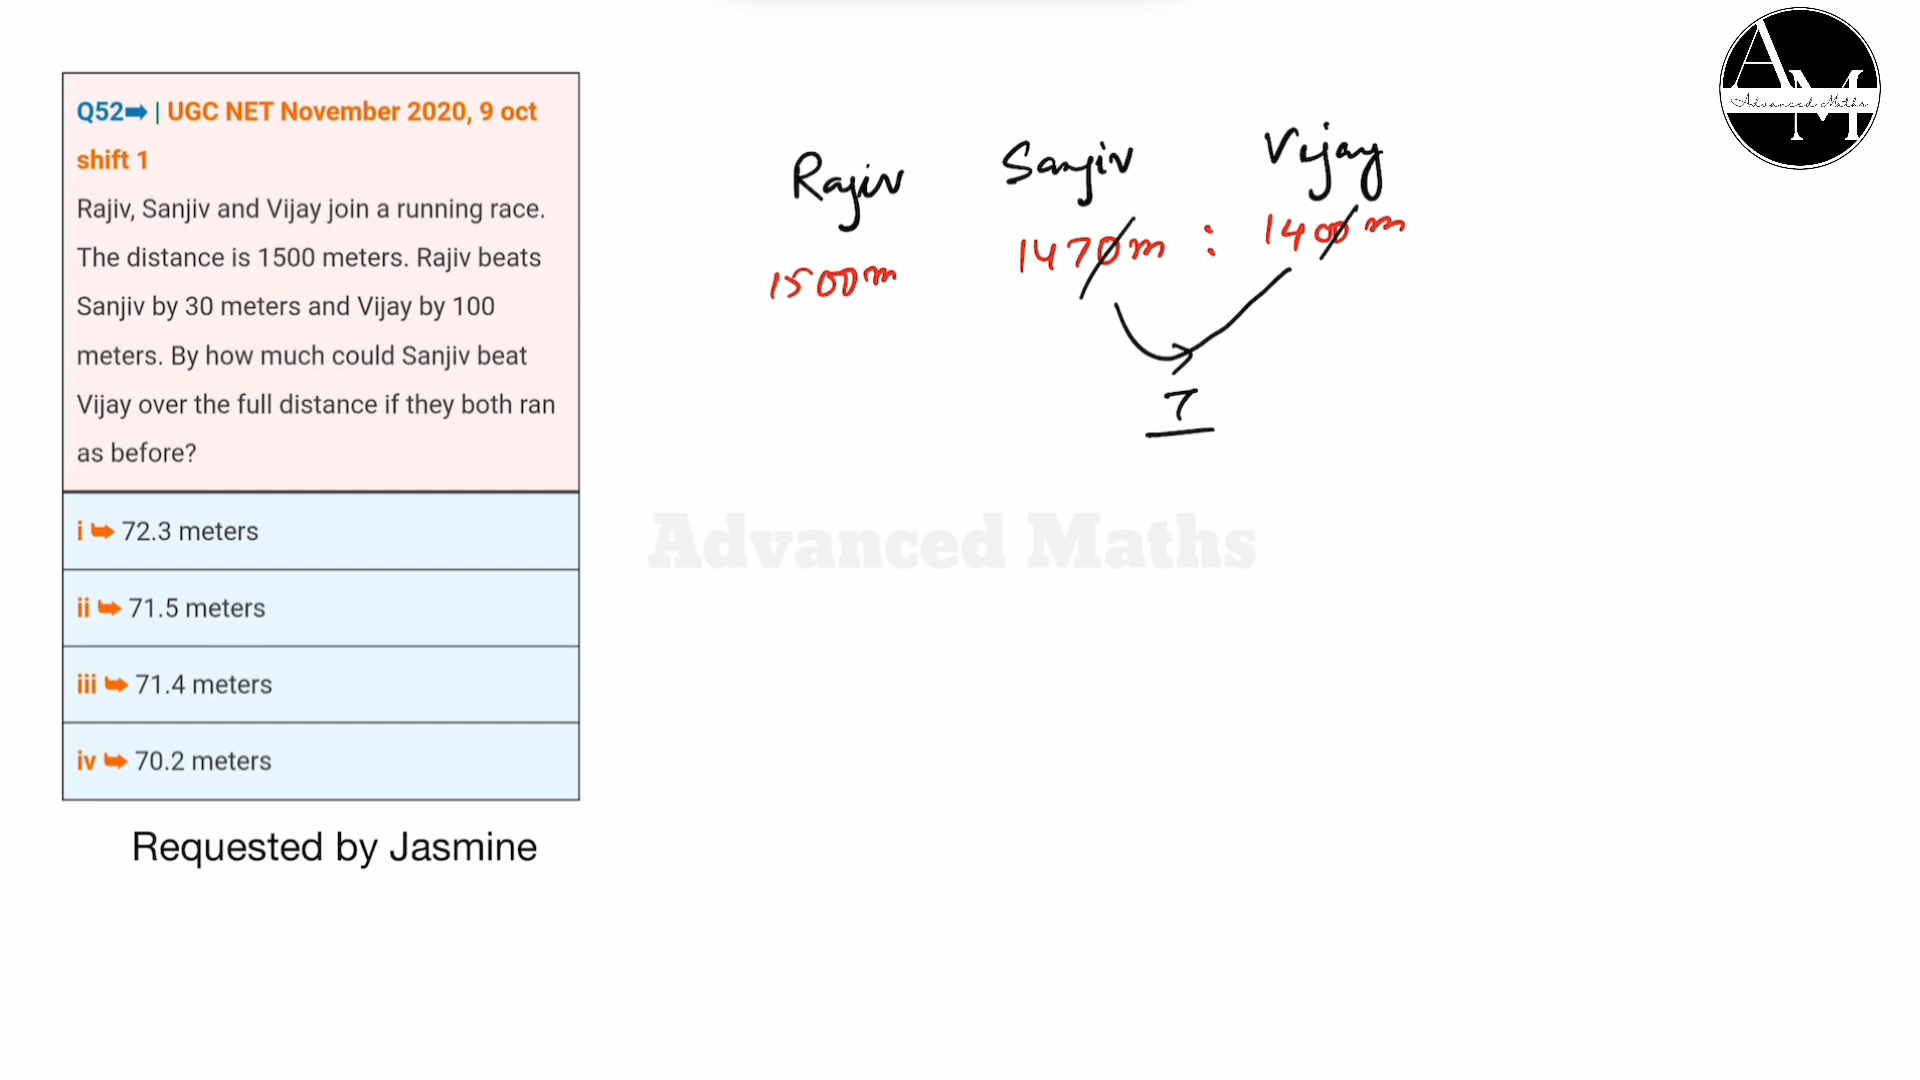 Q52➡ | UGC NET November 2020, 9 oct
shift 1
Rajiv, Sanjiv and Vijay join a running race.
The distance is 1500 meters. Rajiv beats
Sanjiv by 30 meters and Vijay by 100
meters. By how much could Sanjiv beat
Vijay over the full distance if they both ran
as before?
i ➥ 72.3 meters
ii ➥ 71.5 meters
iii ➥ 71.4 meters
iv ➥ 70.2 meters
Requested by Jasmine
Rajiv Sanjiv Vijay
1500m 1470m : 1400m
7
Advanced Maths
AM
Advanced Maths